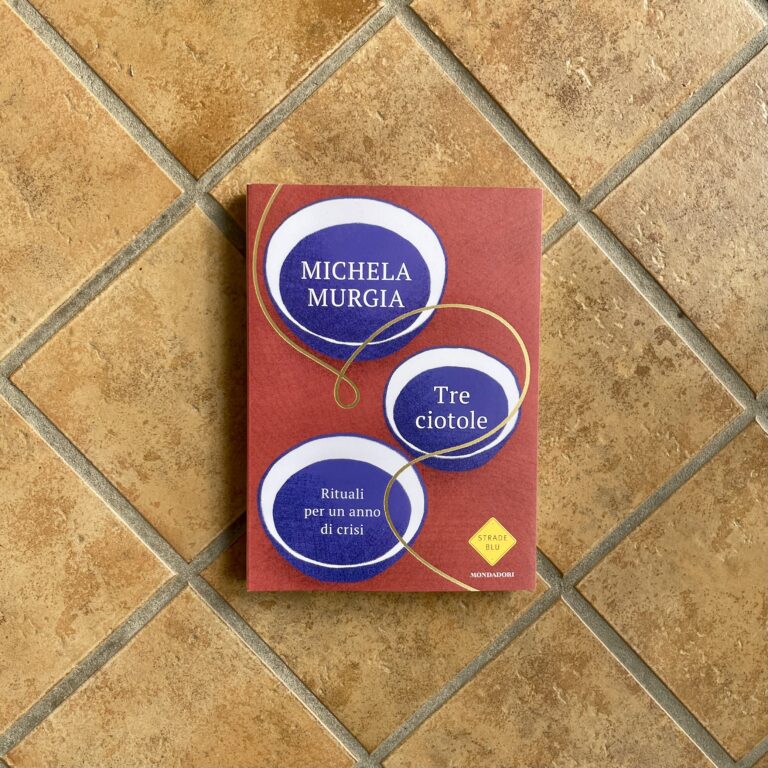 MICHELA
MURGIA
Tre
ciotole
Rituali
per un anno
di crisi
STRADE
BLU
MONDADORI